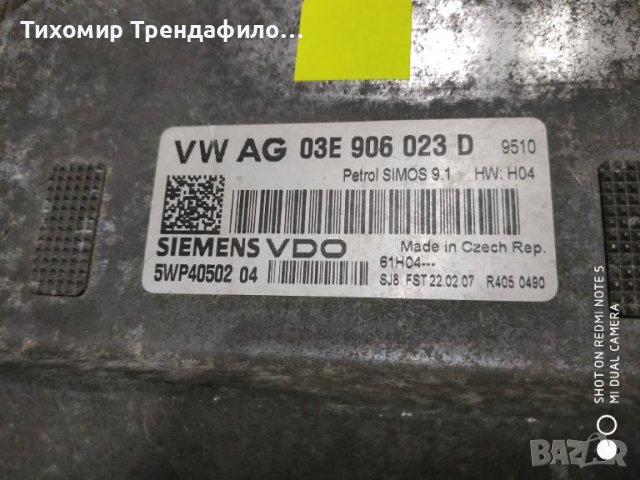 Тихомир Трендафило...
VW AG 03E 906 023 D 9510
Petrol SIMOS 9.1 HW: H04
SIEMENS VDO Made in Czech Rep.
61H04---
5WP40502 04 SJ8 FST 22.02.07 R405 0490
SHOT ON REDMI NOTE 5
MI DUAL CAMERA
bazar